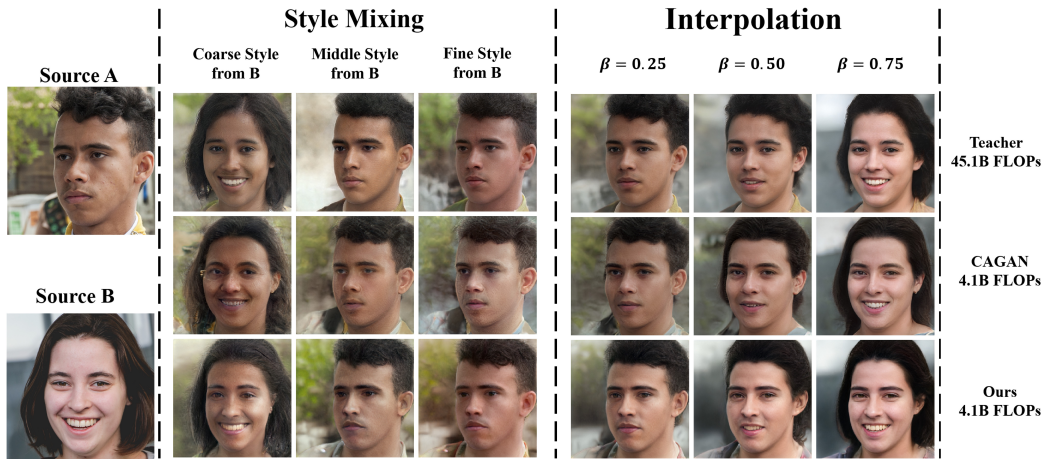 Style Mixing
Interpolation
Coarse Style
from B
Middle Style
from B
Fine Style
from B
β = 0.25
β = 0.50
β = 0.75
Source A
Source B
Teacher
45.1B FLOPs
CAGAN
4.1B FLOPs
Ours
4.1B FLOPs